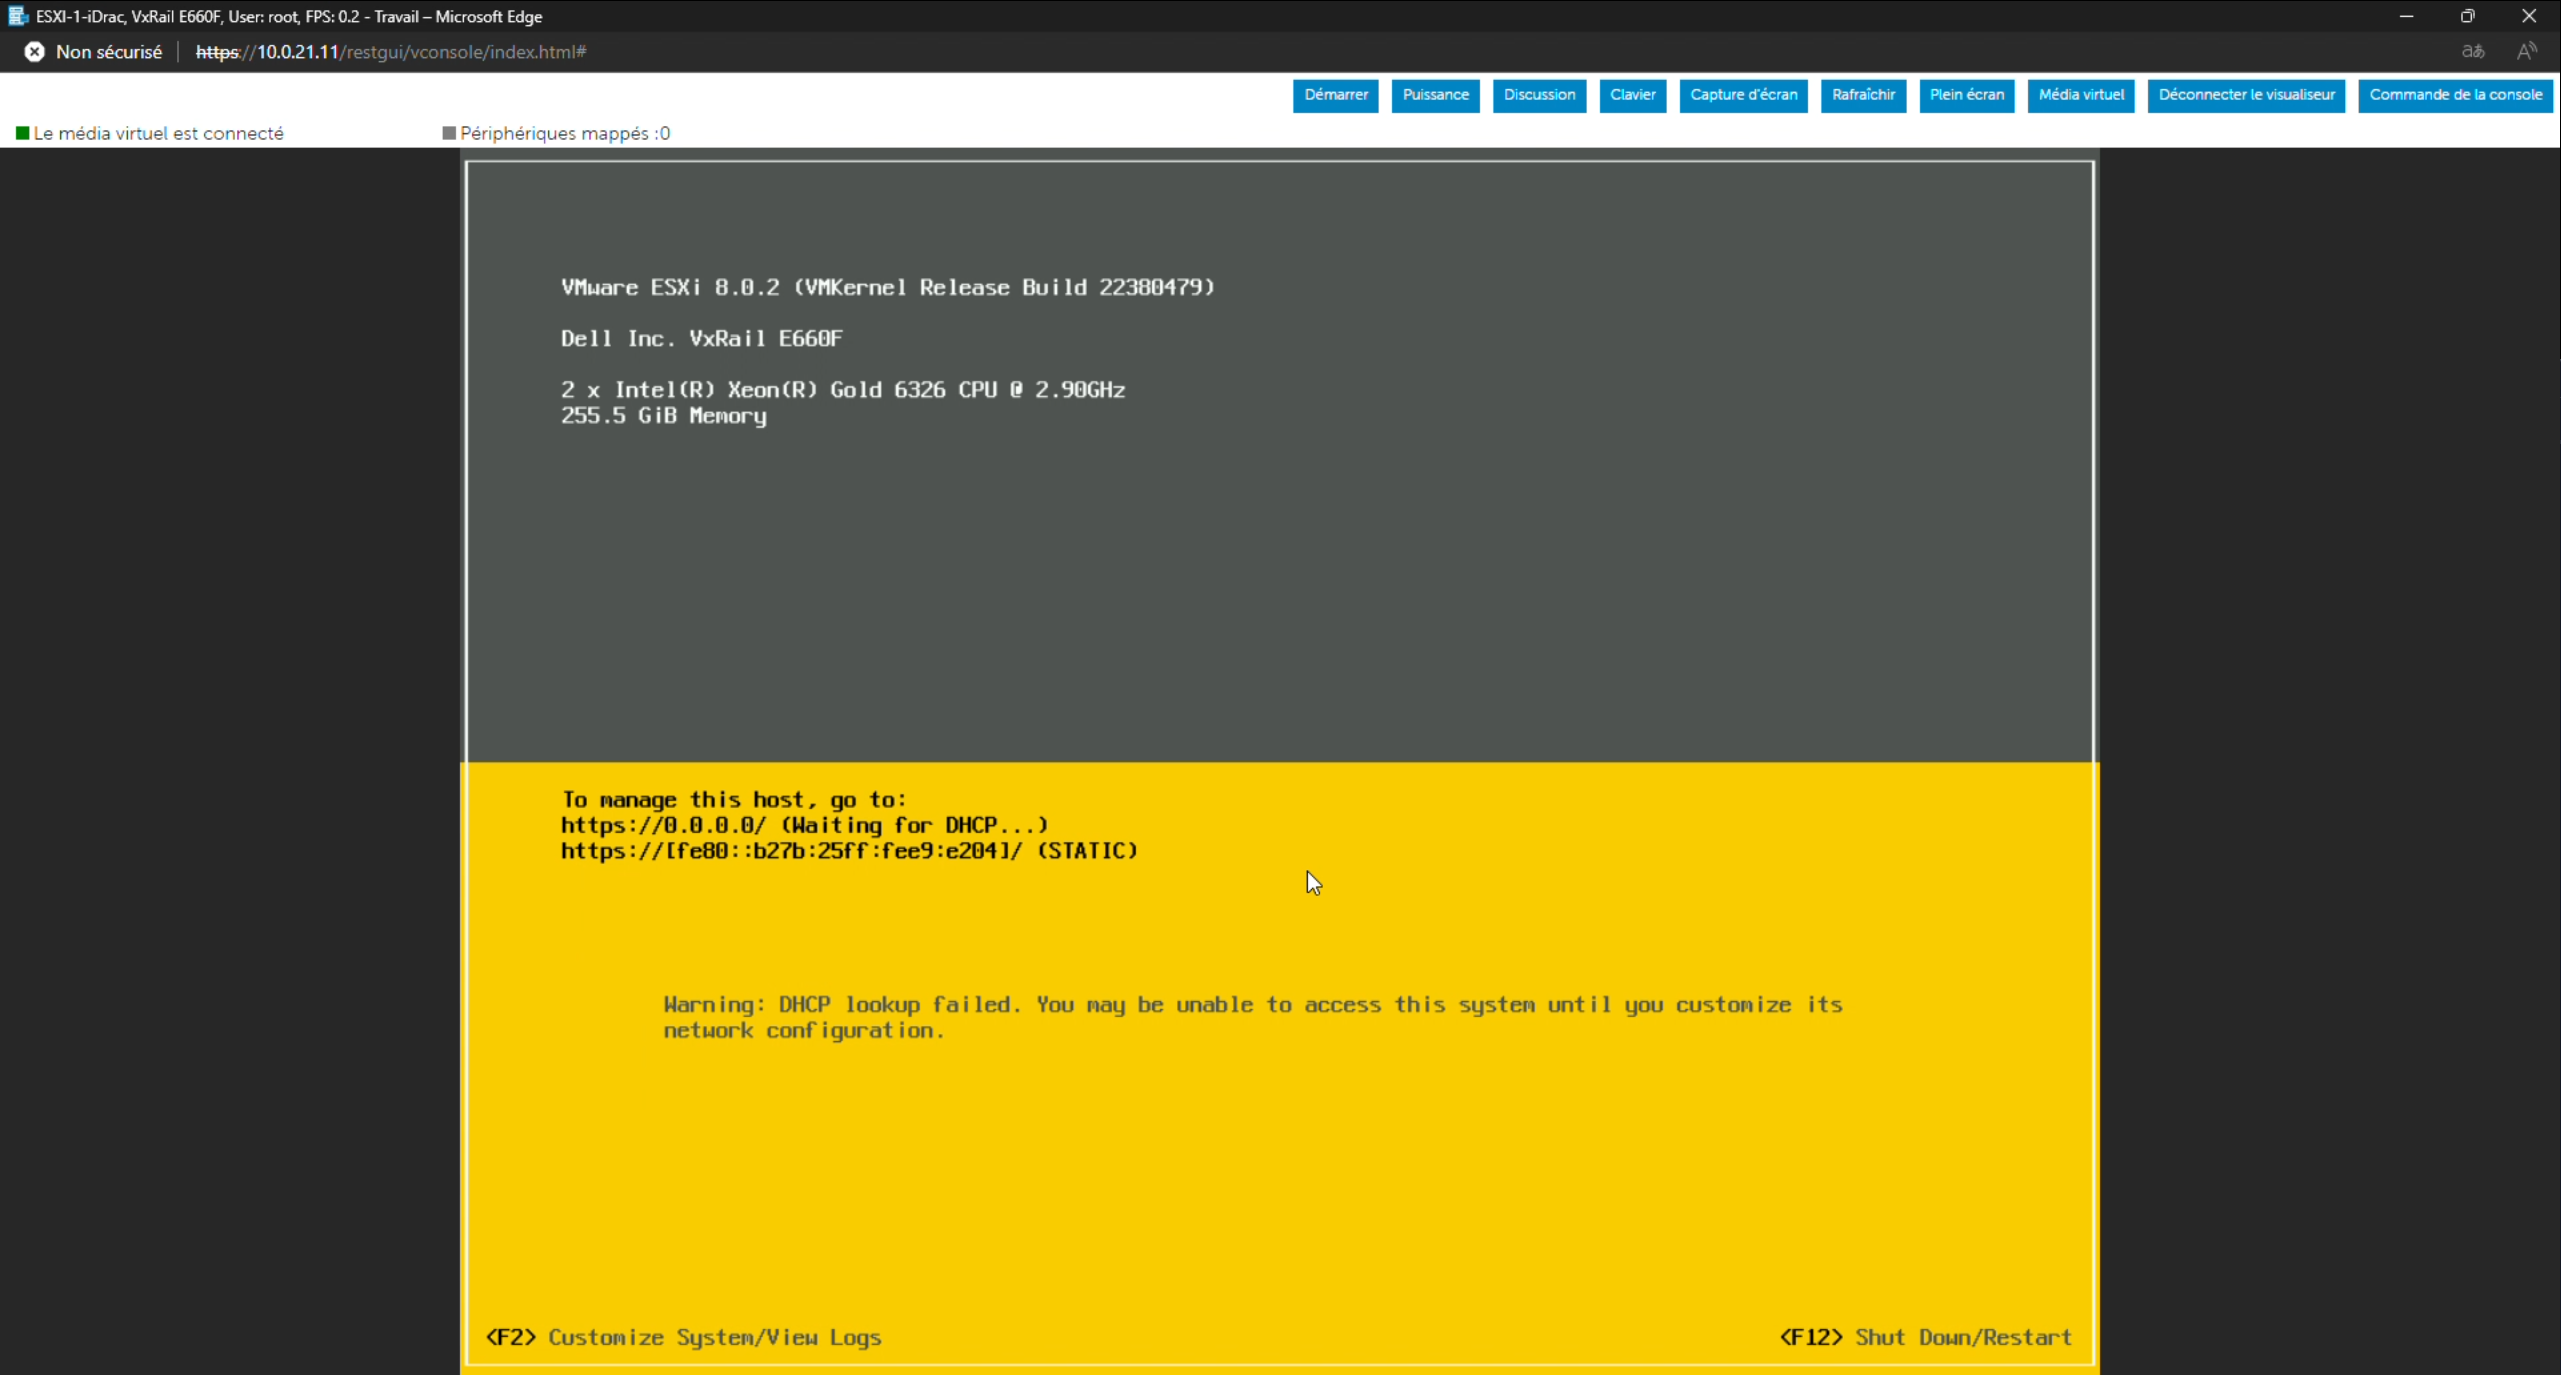 ESXI-1-iDrac, VxRail E660F, User: root, FPS: 0.2 - Travail – Microsoft Edge
Non sécurisé https://10.0.21.11/restgui/vconsole/index.html#
Démarrer Puissance Discussion Clavier Capture d'écran Rafraîchir Plein écran Média virtuel Déconnecter le visualiseur Commande de la console
Le média virtuel est connecté Périphériques mappés :0
VMware ESXi 8.0.2 (VMKernel Release Build 22380479)
Dell Inc. VxRail E660F
2 x Intel(R) Xeon(R) Gold 6326 CPU @ 2.90GHz
255.5 GiB Memory
To manage this host, go to:
https://0.0.0.0/ (Waiting for DHCP...)
https://[fe80::b27b:25ff:fee9:e204]/ (STATIC)
Warning: DHCP lookup failed. You may be unable to access this system until you customize its
network configuration.
<F2> Customize System/View Logs <F12> Shut Down/Restart